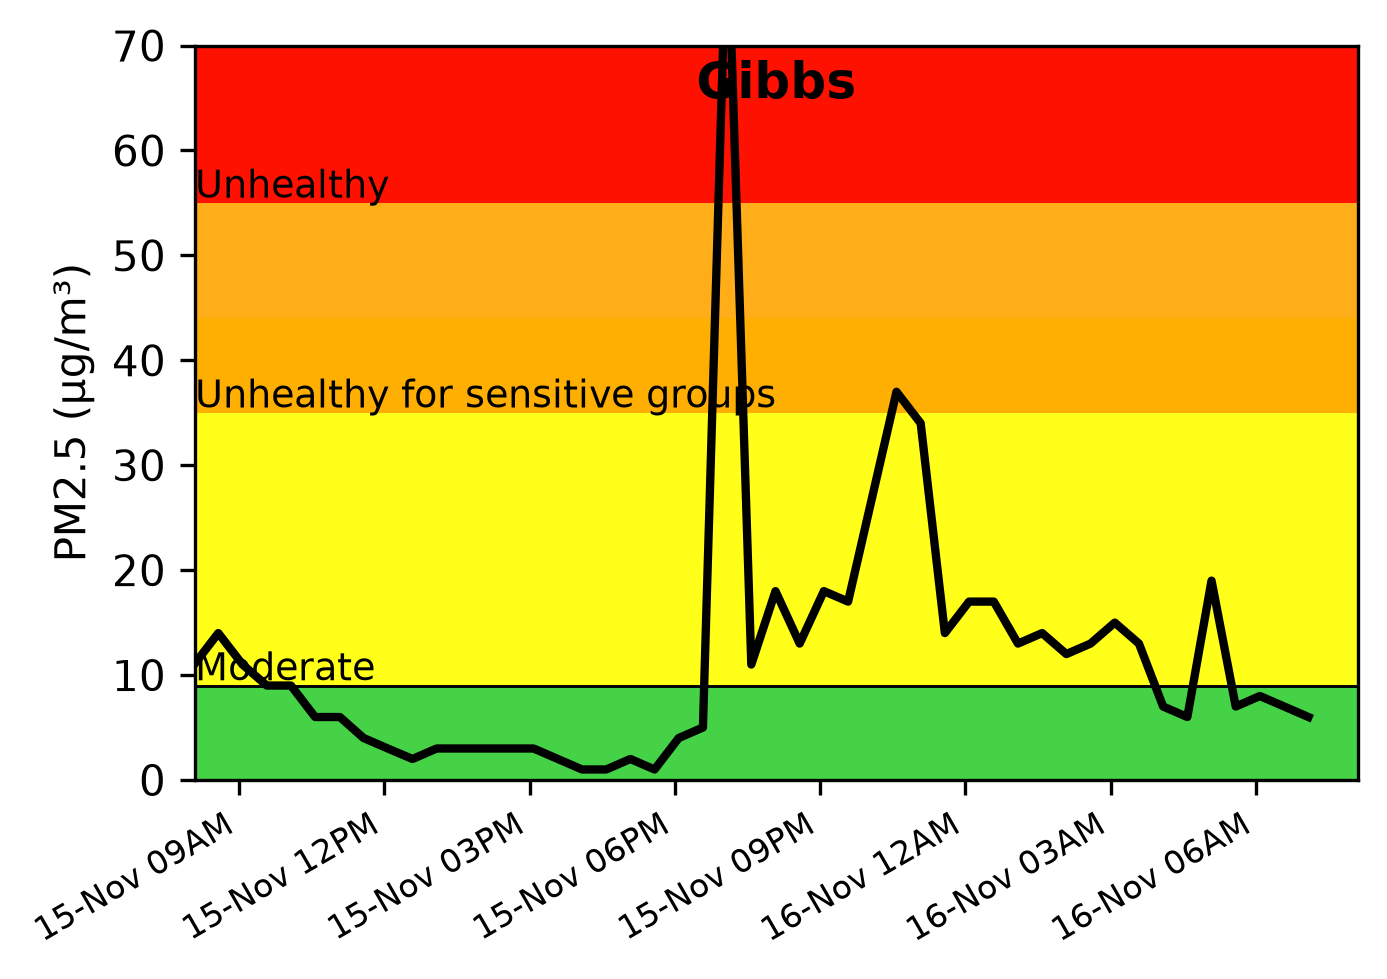 Gibbs
70
60
50
40
30
20
10
0
PM2.5 (µg/m³)
Unhealthy
Unhealthy for sensitive groups
Moderate
15-Nov 09AM
15-Nov 12PM
15-Nov 03PM
15-Nov 06PM
15-Nov 09PM
16-Nov 12AM
16-Nov 03AM
16-Nov 06AM